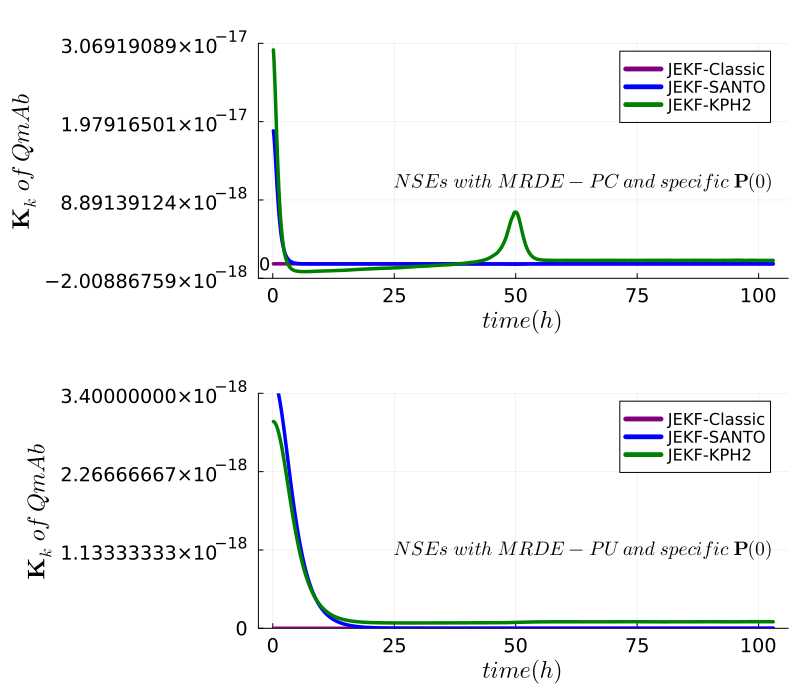 3.06919089×10⁻¹⁷
1.97916501×10⁻¹⁷
8.89139124×10⁻¹⁸
0
−2.00886759×10⁻¹⁸
𝐊ₖ of QmAb
JEKF-Classic
JEKF-SANTO
JEKF-KPH2
NSEs with MRDE − PC and specific 𝐏(0)
0 25 50 75 100
time(h)
3.40000000×10⁻¹⁸
2.26666667×10⁻¹⁸
1.13333333×10⁻¹⁸
0
𝐊ₖ of QmAb
JEKF-Classic
JEKF-SANTO
JEKF-KPH2
NSEs with MRDE − PU and specific 𝐏(0)
0 25 50 75 100
time(h)